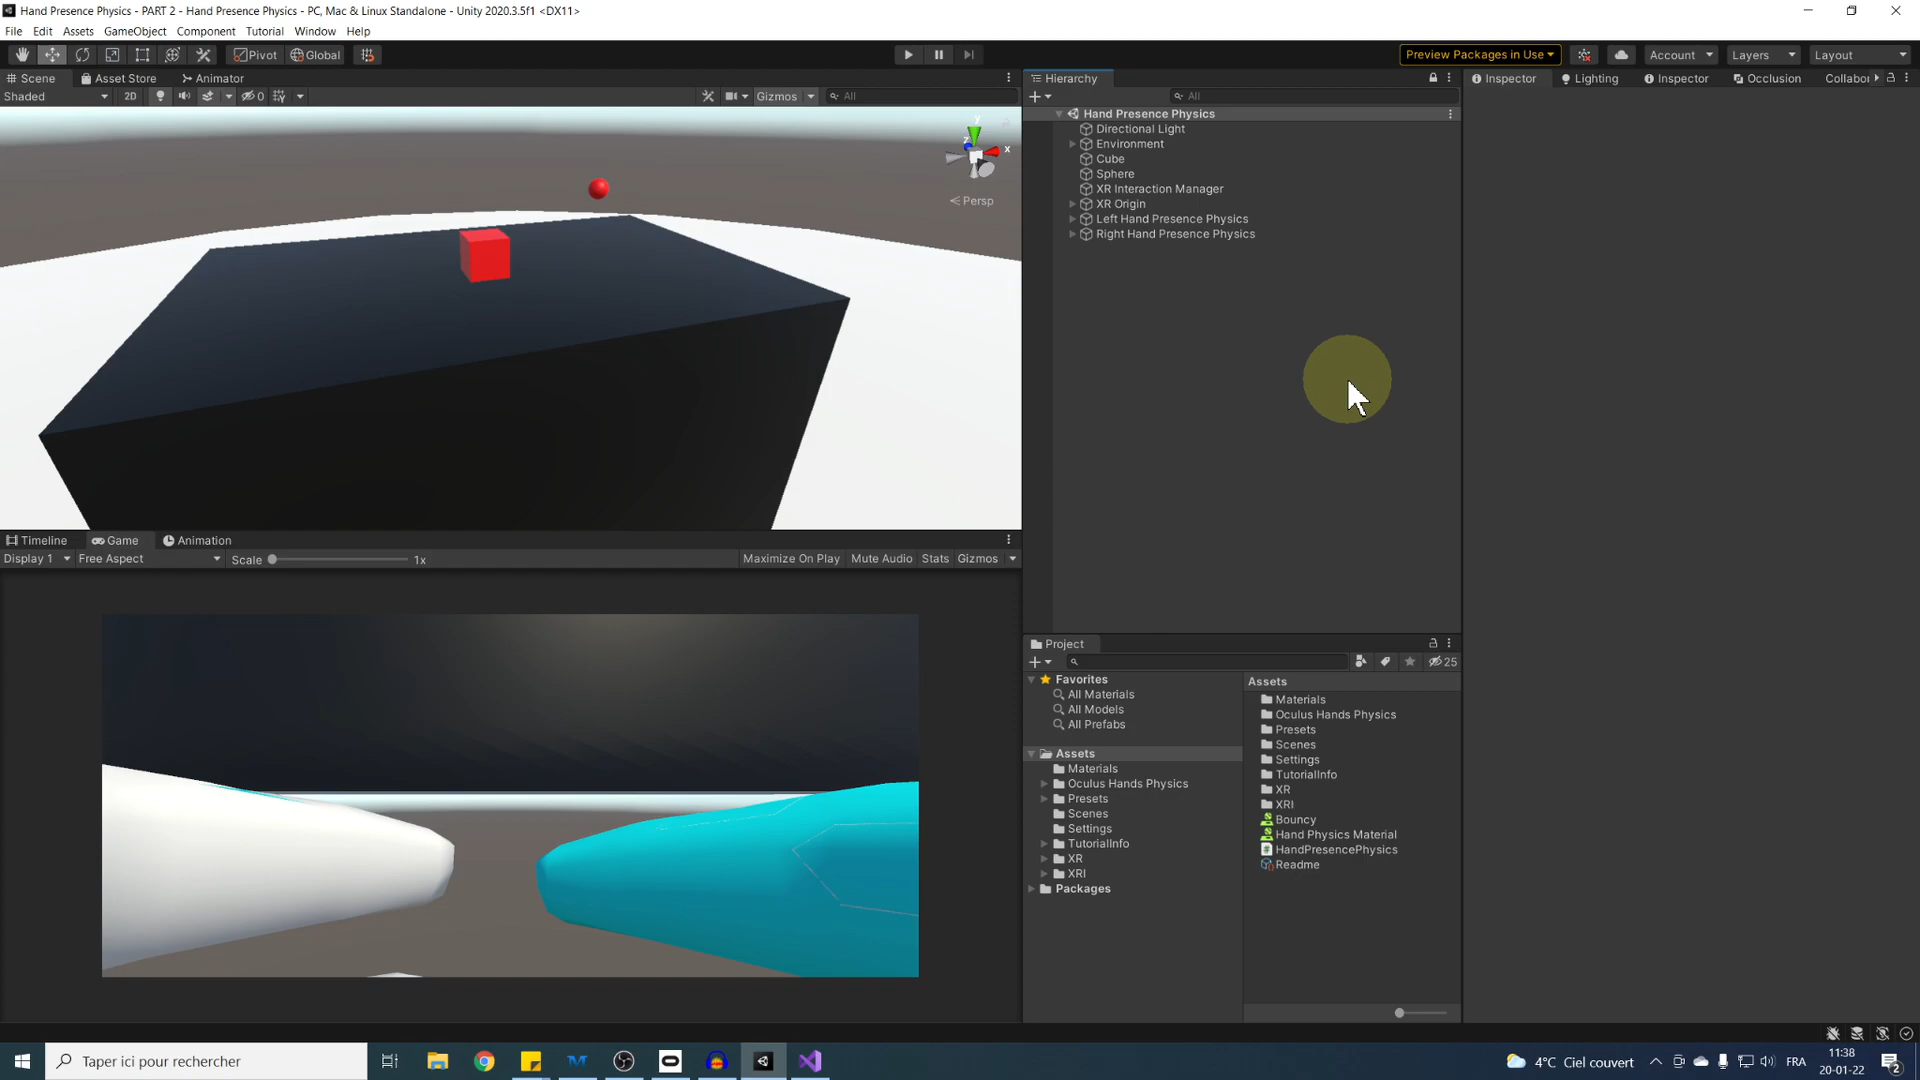 Hand Presence Physics - PART 2 - Hand Presence Physics - PC, Mac & Linux Standalone - Unity 2020.3.5f1 <DX11>
File Edit Assets GameObject Component Tutorial Window Help
Pivot Global Preview Packages in Use Account Layers Layout
Scene Asset Store Animator
Shaded 2D 0 Gizmos All
y
z x
Persp
Hierarchy
All
Hand Presence Physics
Directional Light
Environment
Cube
Sphere
XR Interaction Manager
XR Origin
Left Hand Presence Physics
Right Hand Presence Physics
Inspector Lighting Inspector Occlusion Collabor
Timeline Game Animation
Display 1 Free Aspect Scale 1x Maximize On Play Mute Audio Stats Gizmos
Project
25
Favorites
All Materials
All Models
All Prefabs
Assets
Materials
Oculus Hands Physics
Presets
Scenes
Settings
TutorialInfo
XR
XRI
Packages
Assets
Materials
Oculus Hands Physics
Presets
Scenes
Settings
TutorialInfo
XR
XRI
Bouncy
Hand Physics Material
HandPresencePhysics
Readme
Taper ici pour rechercher
4°C Ciel couvert
FRA
11:38
20-01-22
2